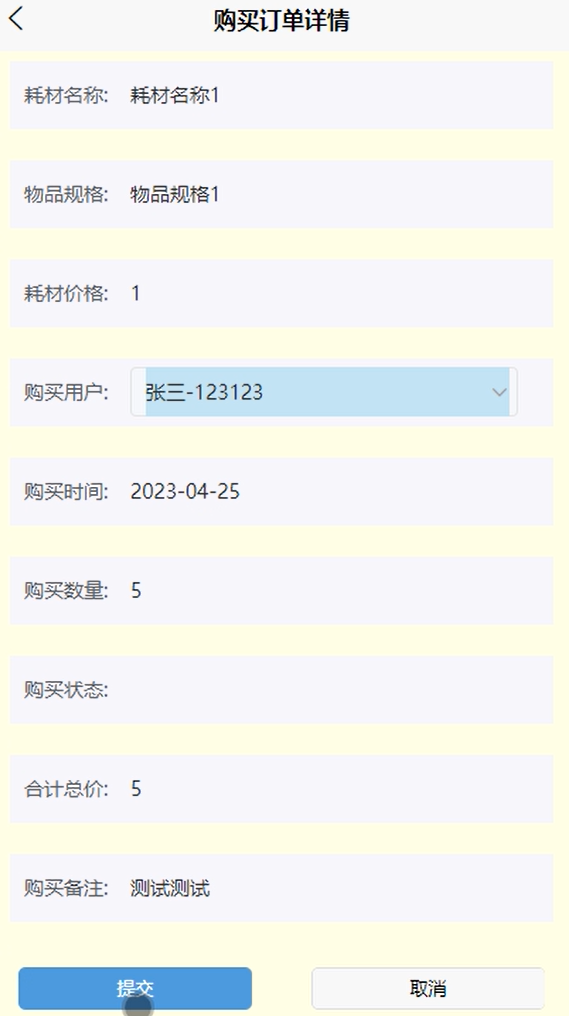 购买订单详情
耗材名称: 耗材名称1
物品规格: 物品规格1
耗材价格: 1
购买用户: 张三-123123
购买时间: 2023-04-25
购买数量: 5
购买状态:
合计总价: 5
购买备注: 测试测试
提交 取消